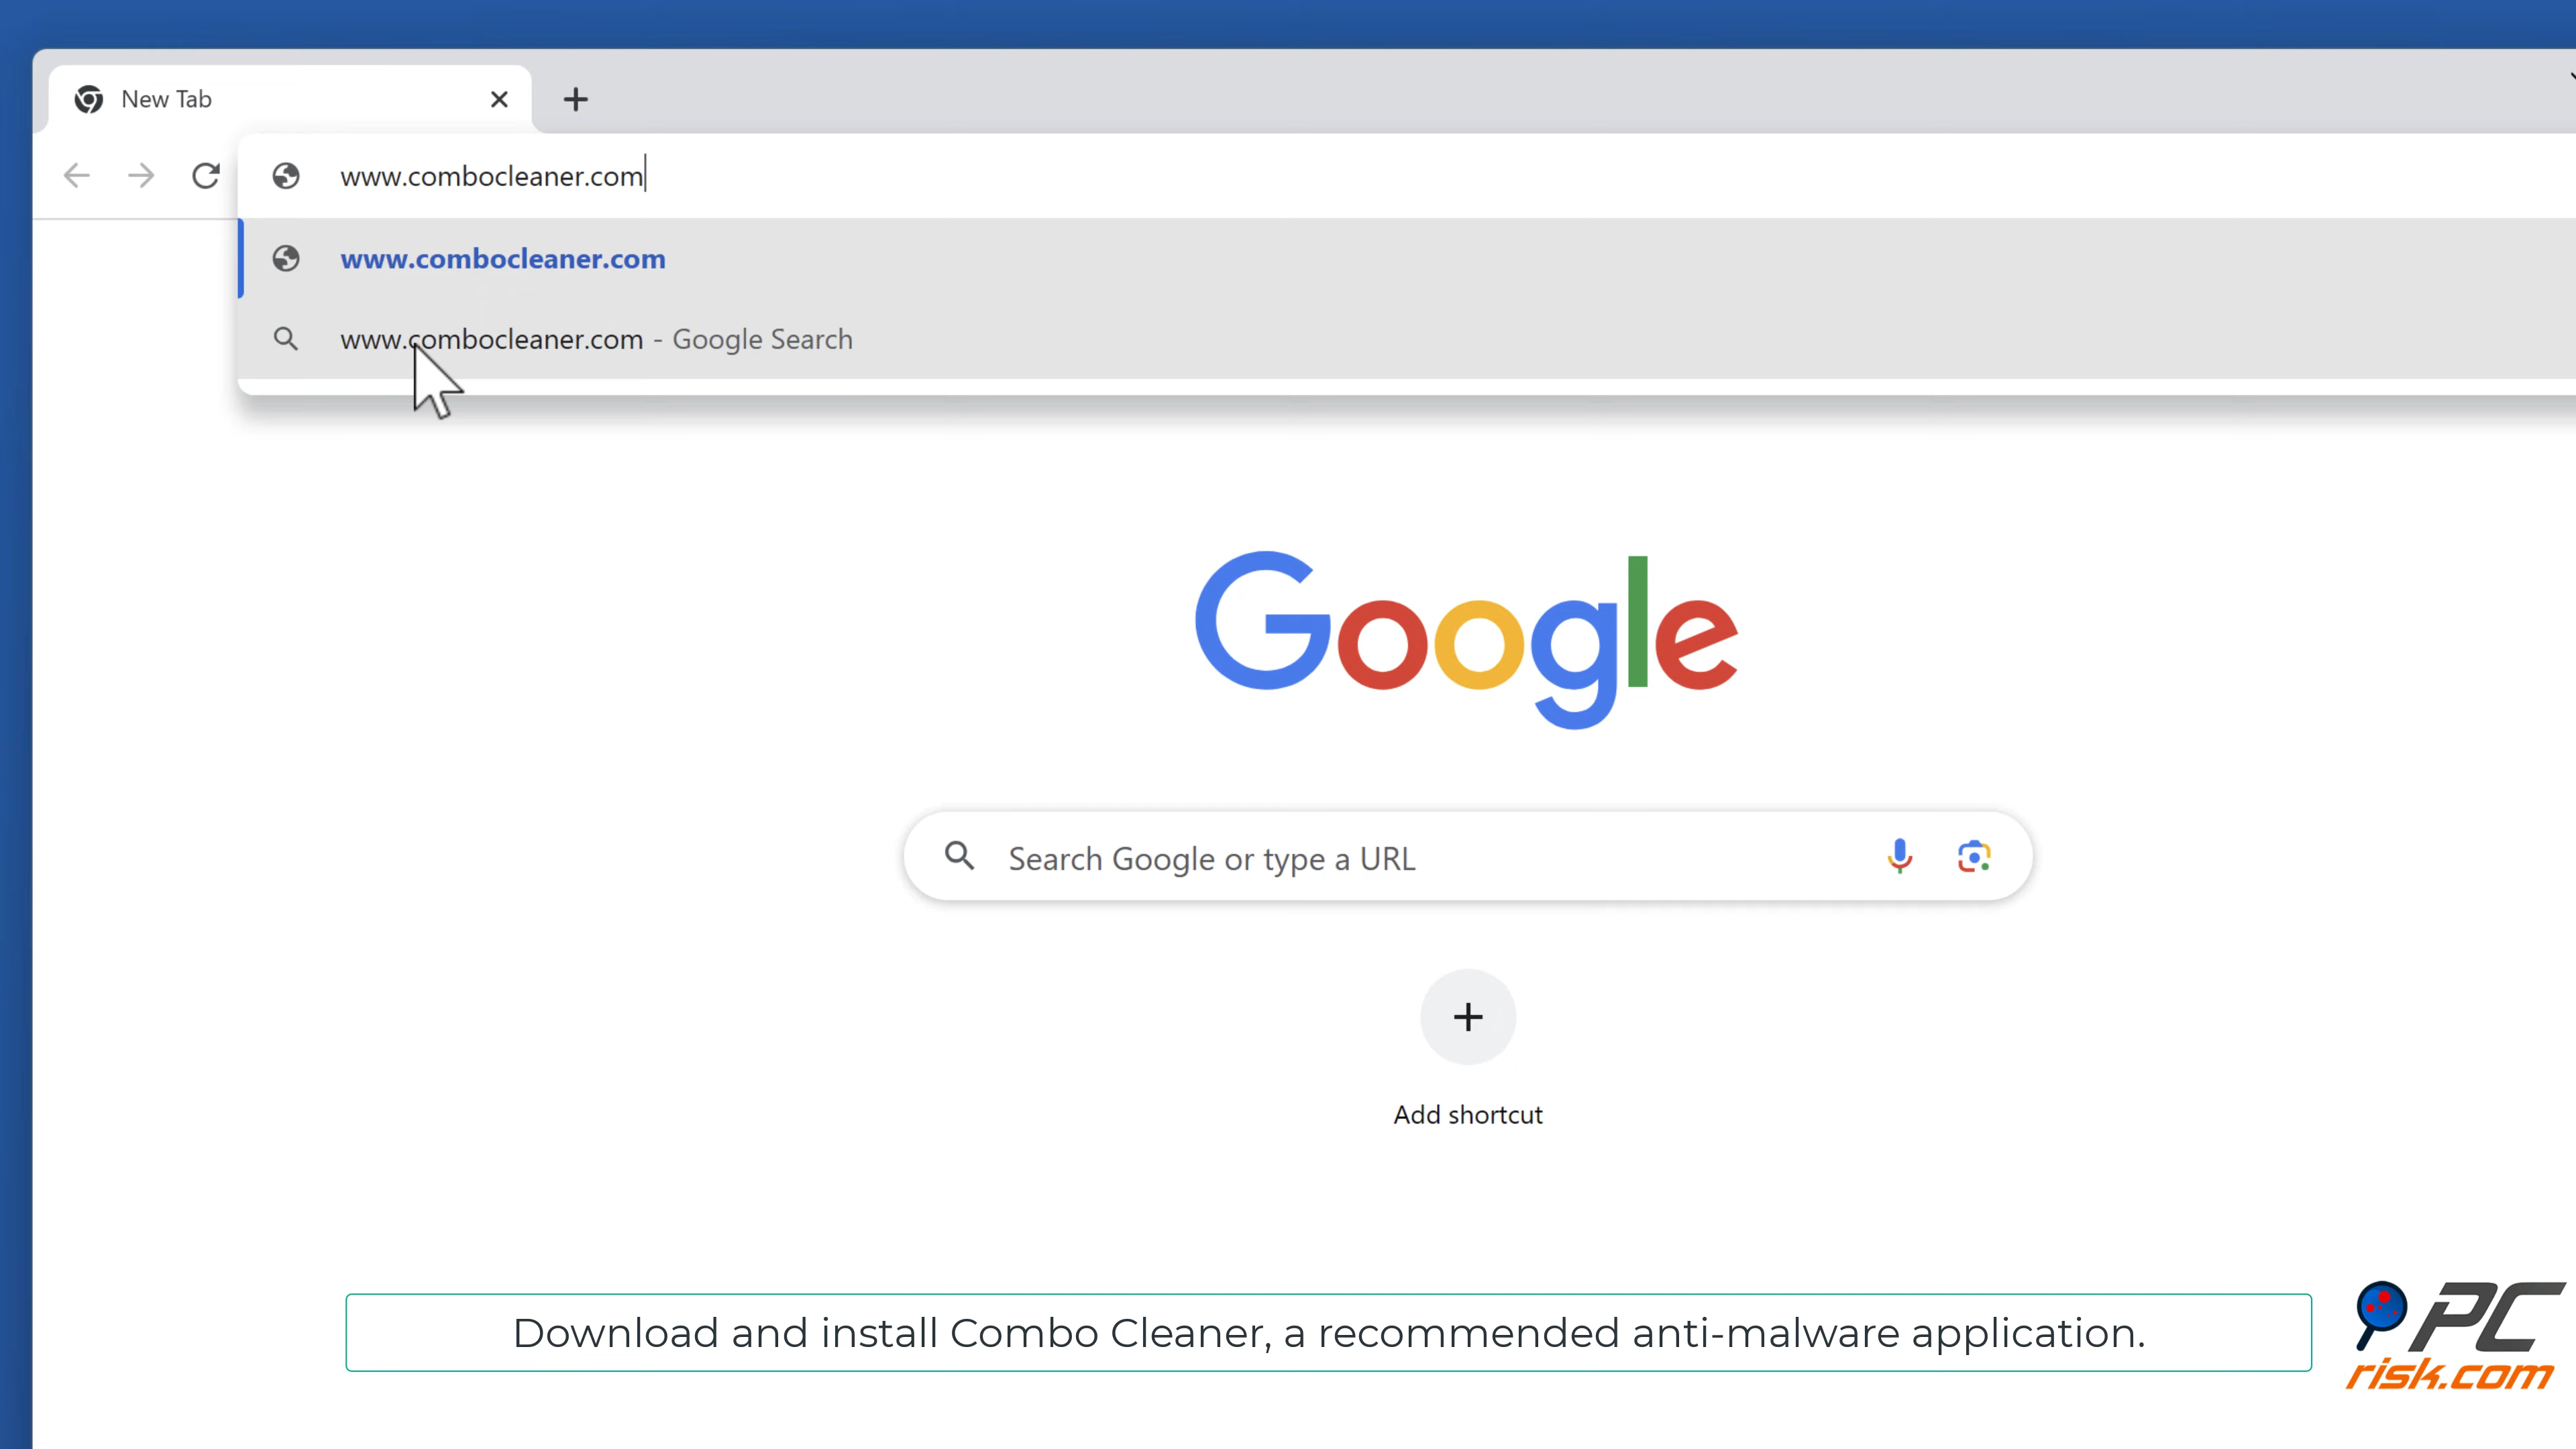 New Tab
www.combocleaner.com
www.combocleaner.com
www.combocleaner.com - Google Search
Google
Search Google or type a URL
Add shortcut
Download and install Combo Cleaner, a recommended anti-malware application.
PC
risk.com